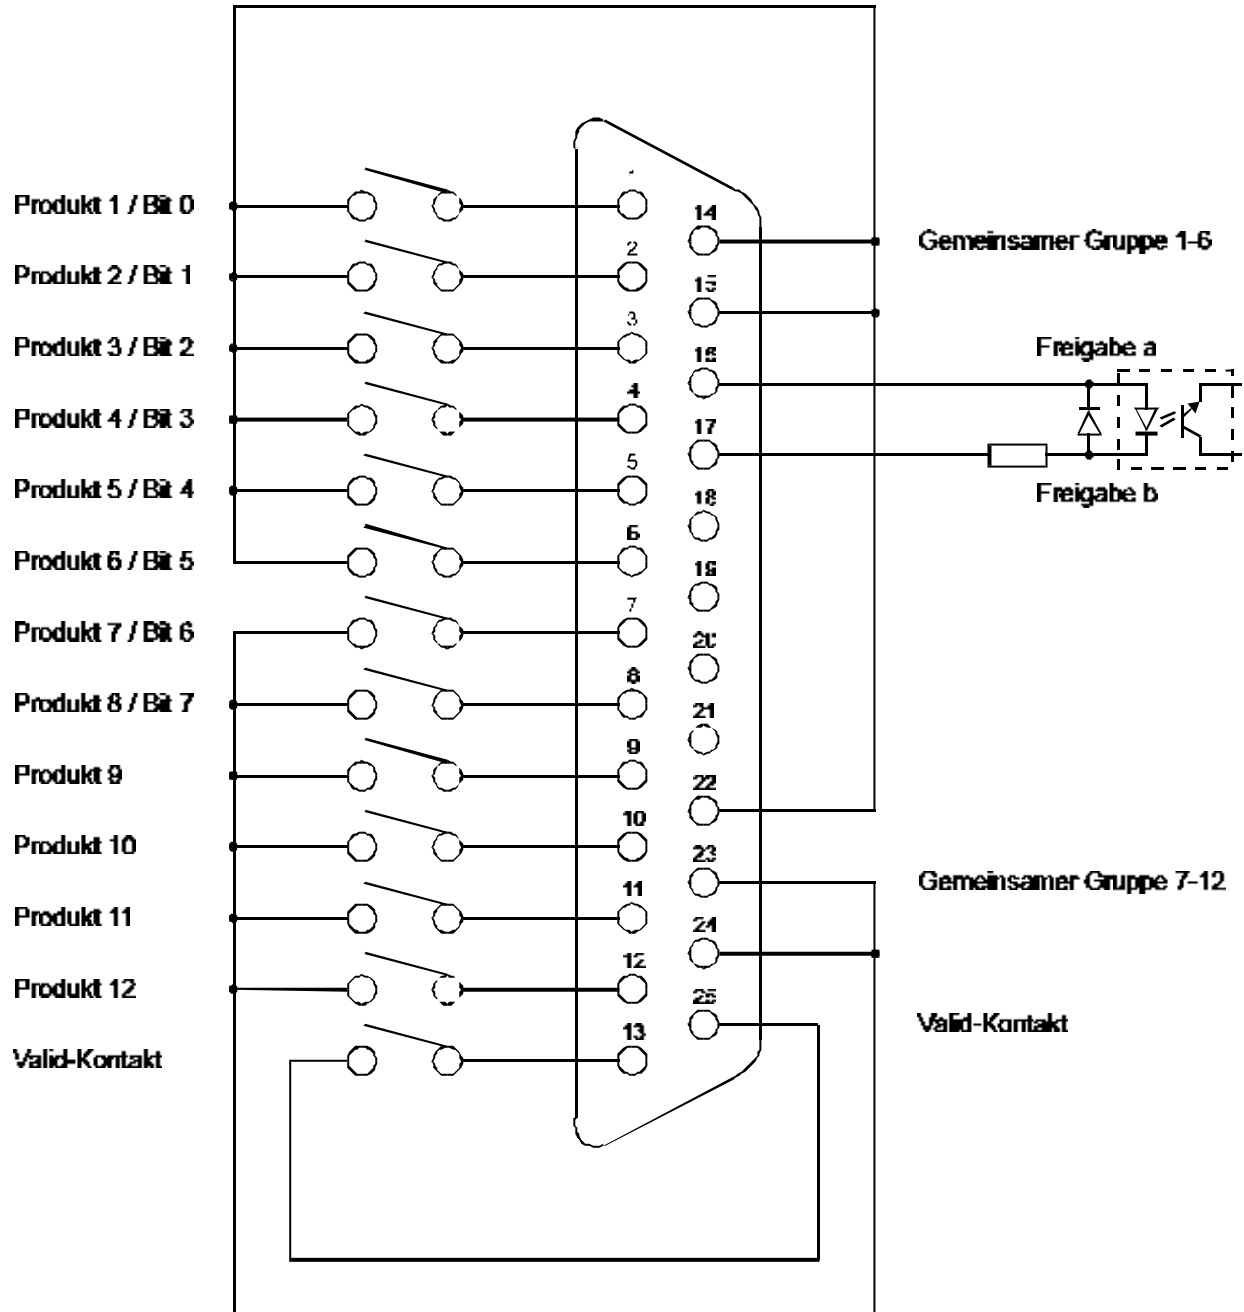 Produkt 1 / Bit 0
Produkt 2 / Bit 1
Produkt 3 / Bit 2
Produkt 4 / Bit 3
Produkt 5 / Bit 4
Produkt 6 / Bit 5
Produkt 7 / Bit 6
Produkt 8 / Bit 7
Produkt 9
Produkt 10
Produkt 11
Produkt 12
Valid-Kontakt
2
3
4
5
6
7
8
9
10
11
12
13
14
15
16
17
18
19
20
21
22
23
24
25
Gemeinsamer Gruppe 1-6
Freigabe a
Freigabe b
Gemeinsamer Gruppe 7-12
Valid-Kontakt